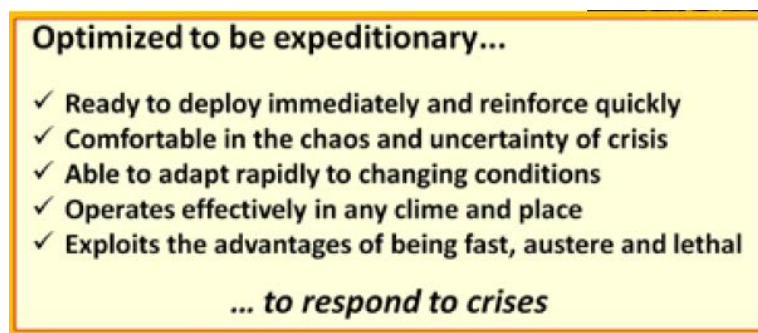 Optimized to be expeditionary...
✓ Ready to deploy immediately and reinforce quickly
✓ Comfortable in the chaos and uncertainty of crisis
✓ Able to adapt rapidly to changing conditions
✓ Operates effectively in any clime and place
✓ Exploits the advantages of being fast, austere and lethal
... to respond to crises